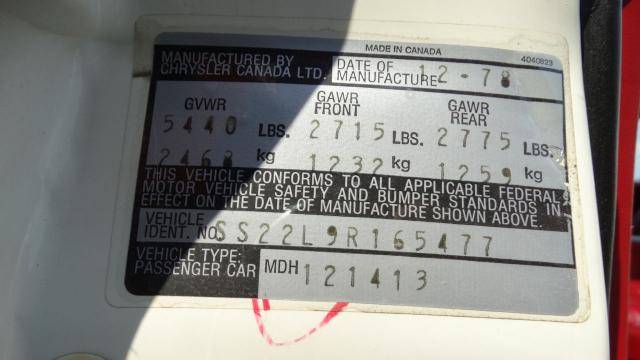 MADE IN CANADA
4040823
MANUFACTURED BY
CHRYSLER CANADA LTD.
DATE OF
MANUFACTURE
12-78
GVWR
GAWR
FRONT
GAWR
REAR
5440 LBS. 2715 LBS. 2775 LBS.
2468 kg 1232 kg 1259 kg
THIS VEHICLE CONFORMS TO ALL APPLICABLE FEDERAL
MOTOR VEHICLE SAFETY AND BUMPER STANDARDS IN
EFFECT ON THE DATE OF MANUFACTURE SHOWN ABOVE.
VEHICLE
IDENT. NO.
SS22L9R165477
VEHICLE TYPE:
PASSENGER CAR
MDH 121413